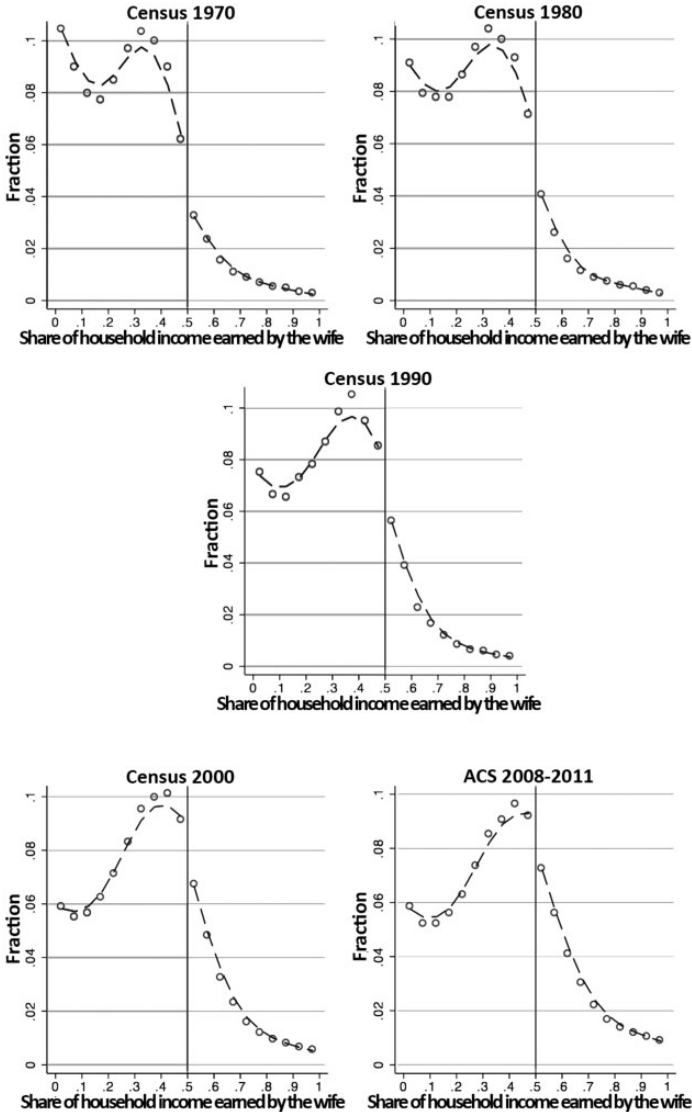 Census 1970
Fraction
.1
.08
.06
.04
.02
0
0 .1 .2 .3 .4 .5 .6 .7 .8 .9 1
Share of household income earned by the wife
Census 1980
Fraction
.1
.08
.06
.04
.02
0
0 .1 .2 .3 .4 .5 .6 .7 .8 .9 1
Share of household income earned by the wife
Census 1990
Fraction
.1
.08
.06
.04
.02
0
0 .1 .2 .3 .4 .5 .6 .7 .8 .9 1
Share of household income earned by the wife
Census 2000
Fraction
.1
.08
.06
.04
.02
0
0 .1 .2 .3 .4 .5 .6 .7 .8 .9 1
Share of household income earned by the wife
ACS 2008-2011
Fraction
.1
.08
.06
.04
.02
0
0 .1 .2 .3 .4 .5 .6 .7 .8 .9 1
Share of household income earned by the wife